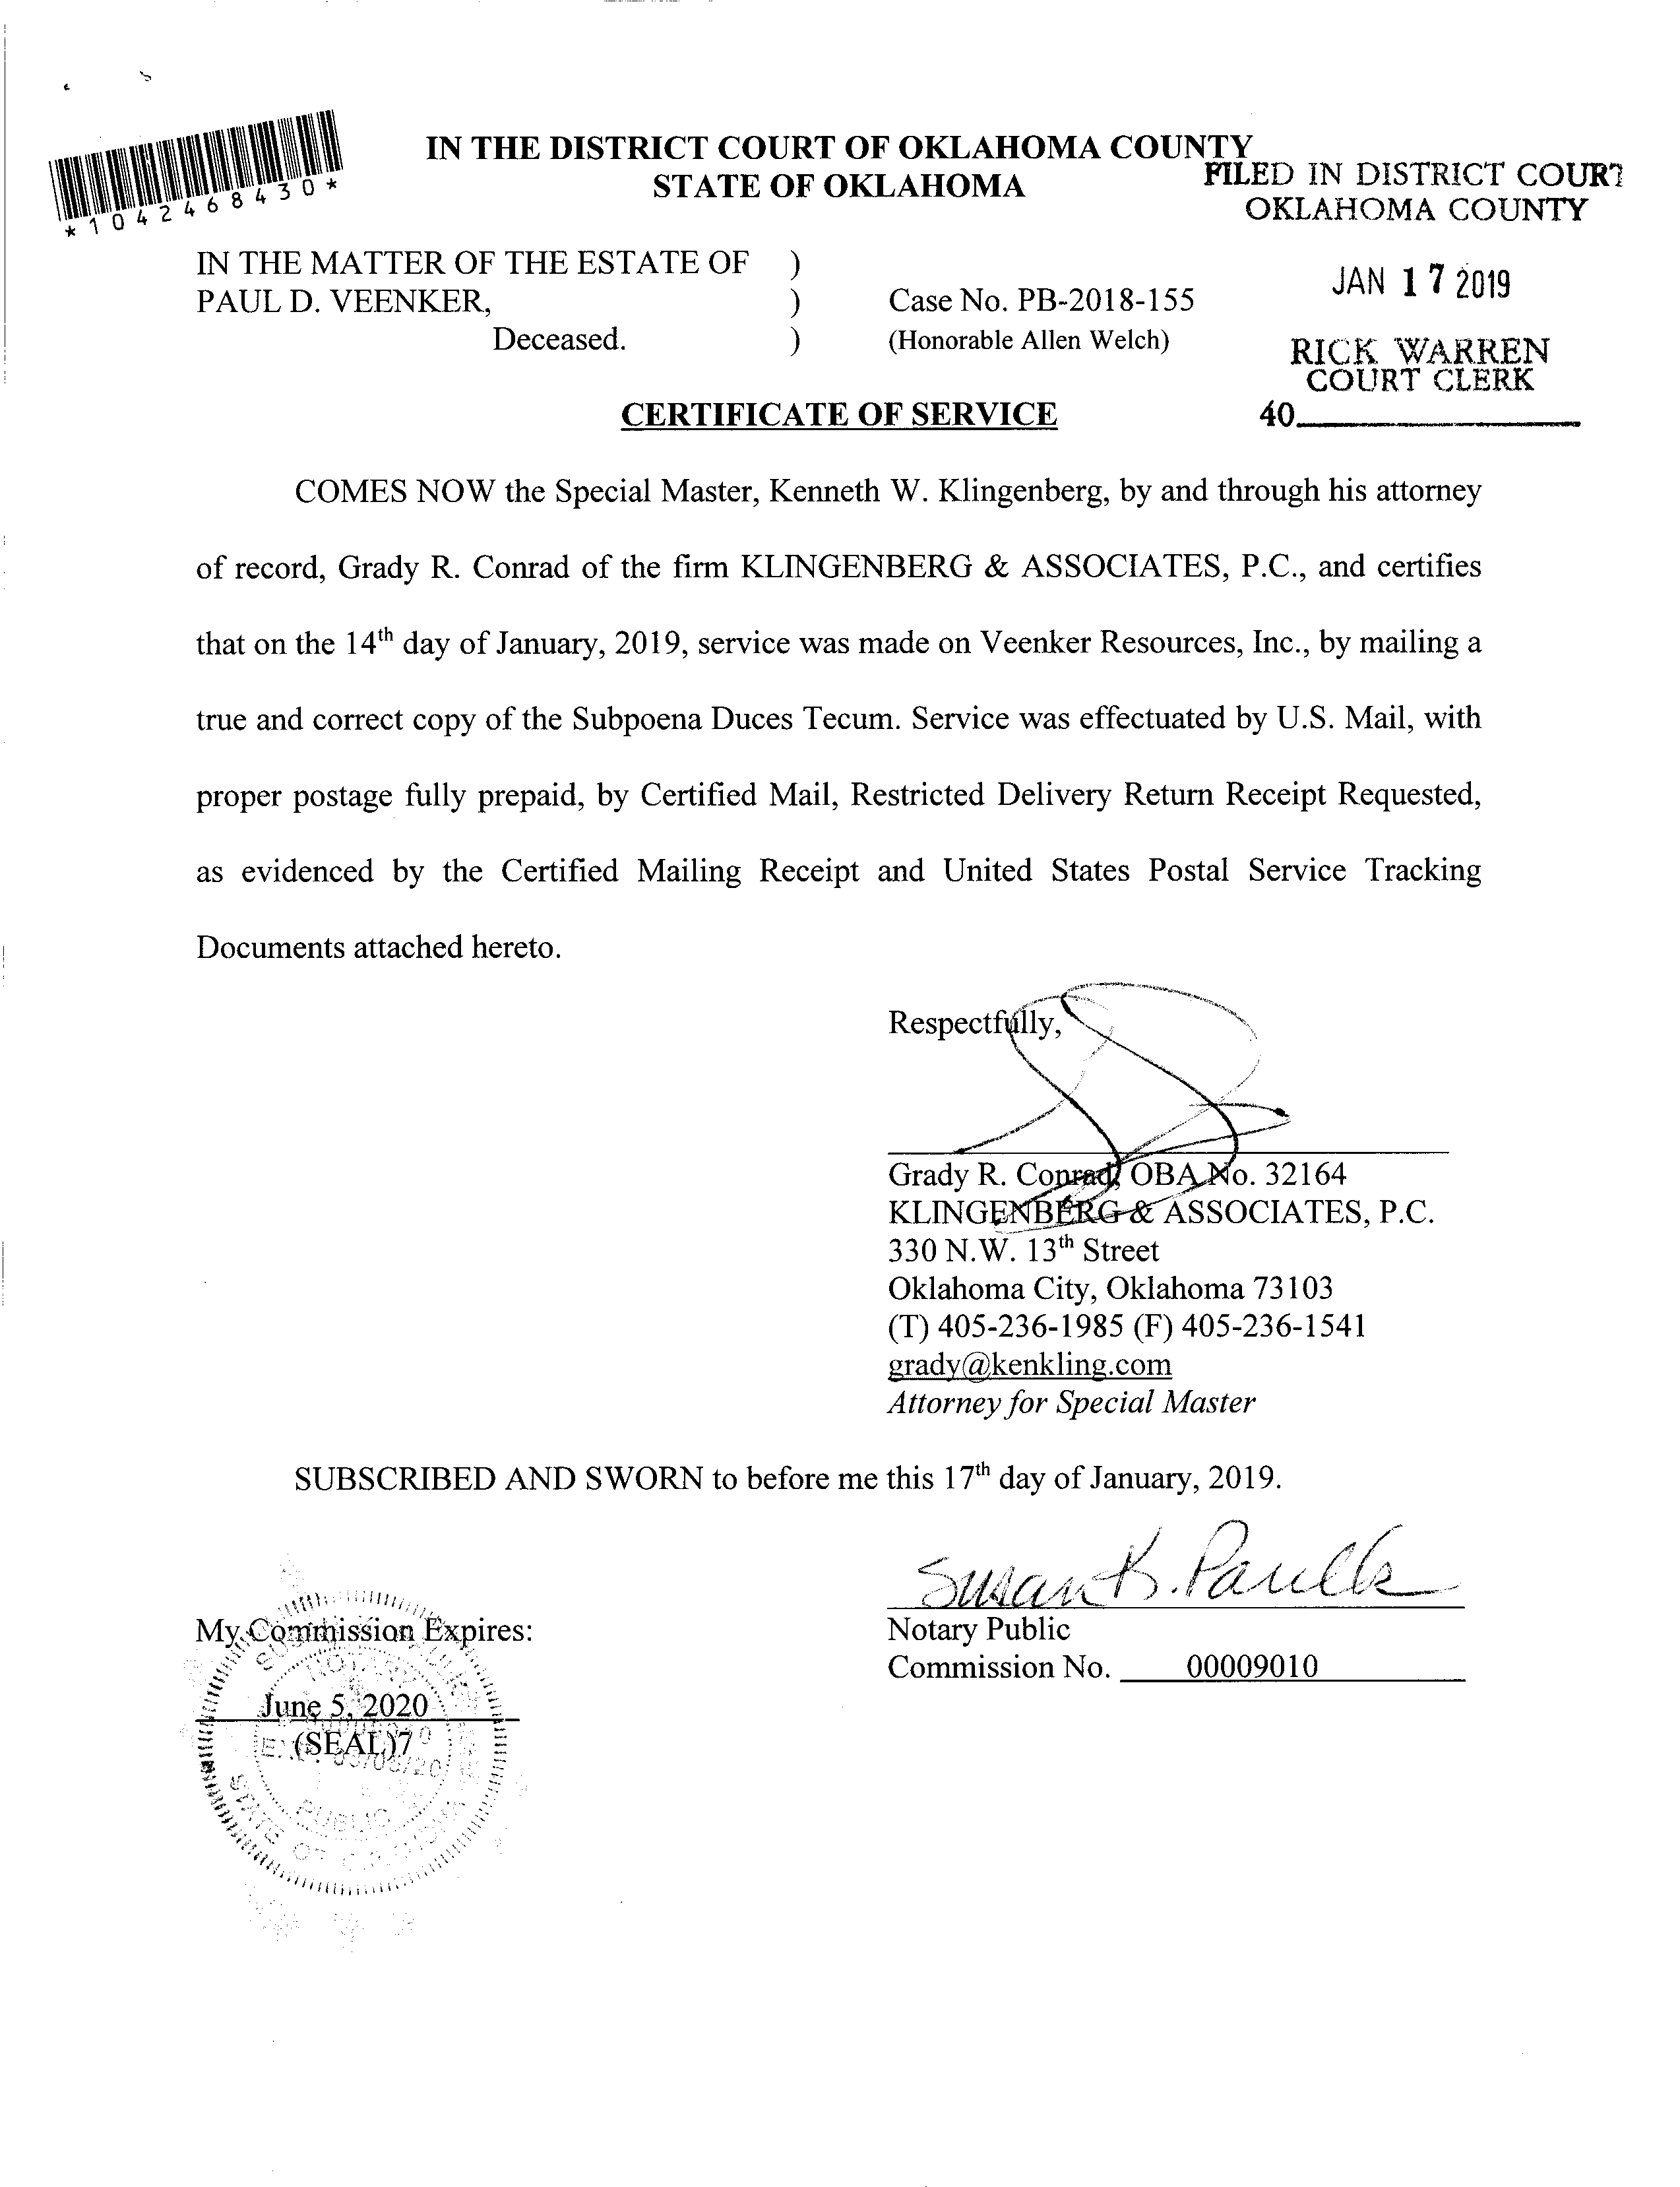 *1042468430*
IN THE DISTRICT COURT OF OKLAHOMA COUNTY
STATE OF OKLAHOMA
FILED IN DISTRICT COURT
OKLAHOMA COUNTY
JAN 17 2019
RICK WARREN
COURT CLERK
40
IN THE MATTER OF THE ESTATE OF )
PAUL D. VEENKER, ) Case No. PB-2018-155
Deceased. ) (Honorable Allen Welch)
CERTIFICATE OF SERVICE
COMES NOW the Special Master, Kenneth W. Klingenberg, by and through his attorney
of record, Grady R. Conrad of the firm KLINGENBERG & ASSOCIATES, P.C., and certifies
that on the 14th day of January, 2019, service was made on Veenker Resources, Inc., by mailing a
true and correct copy of the Subpoena Duces Tecum. Service was effectuated by U.S. Mail, with
proper postage fully prepaid, by Certified Mail, Restricted Delivery Return Receipt Requested,
as evidenced by the Certified Mailing Receipt and United States Postal Service Tracking
Documents attached hereto.
Respectfully,
Grady R. Conrad, OBA No. 32164
KLINGENBERG & ASSOCIATES, P.C.
330 N.W. 13th Street
Oklahoma City, Oklahoma 73103
(T) 405-236-1985 (F) 405-236-1541
grady@kenkling.com
Attorney for Special Master
SUBSCRIBED AND SWORN to before me this 17th day of January, 2019.
Susan K. Paulk
Notary Public
Commission No. 00009010
My Commission Expires:
June 5, 2020
(SEAL)7
PUBLIC
STATE OF